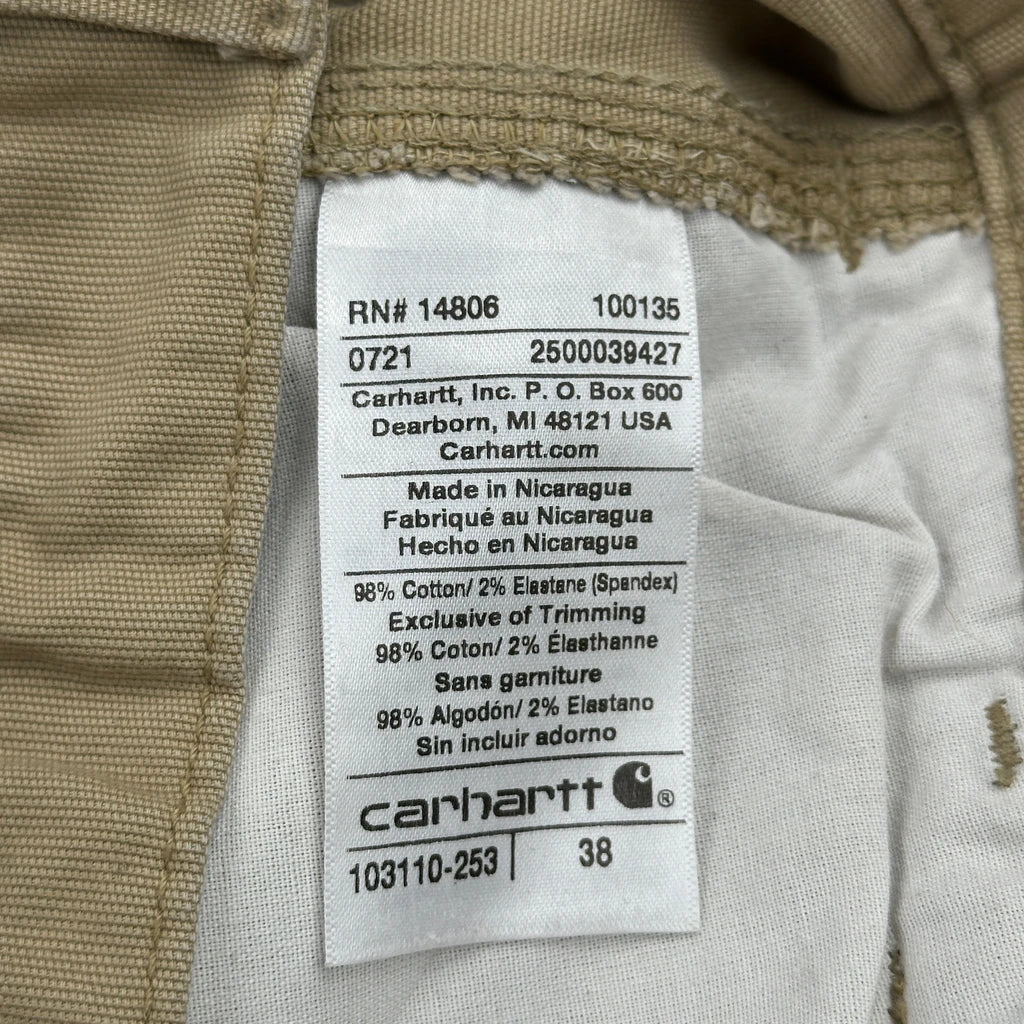 RN# 14806 100135
0721 2500039427
Carhartt, Inc. P. O. Box 600
Dearborn, MI 48121 USA
Carhartt.com
Made in Nicaragua
Fabriqué au Nicaragua
Hecho en Nicaragua
98% Cotton/ 2% Elastane (Spandex)
Exclusive of Trimming
98% Coton/ 2% Élasthanne
Sans garniture
98% Algodón/ 2% Elastano
Sin incluir adorno
carhartt ®
103110-253 38